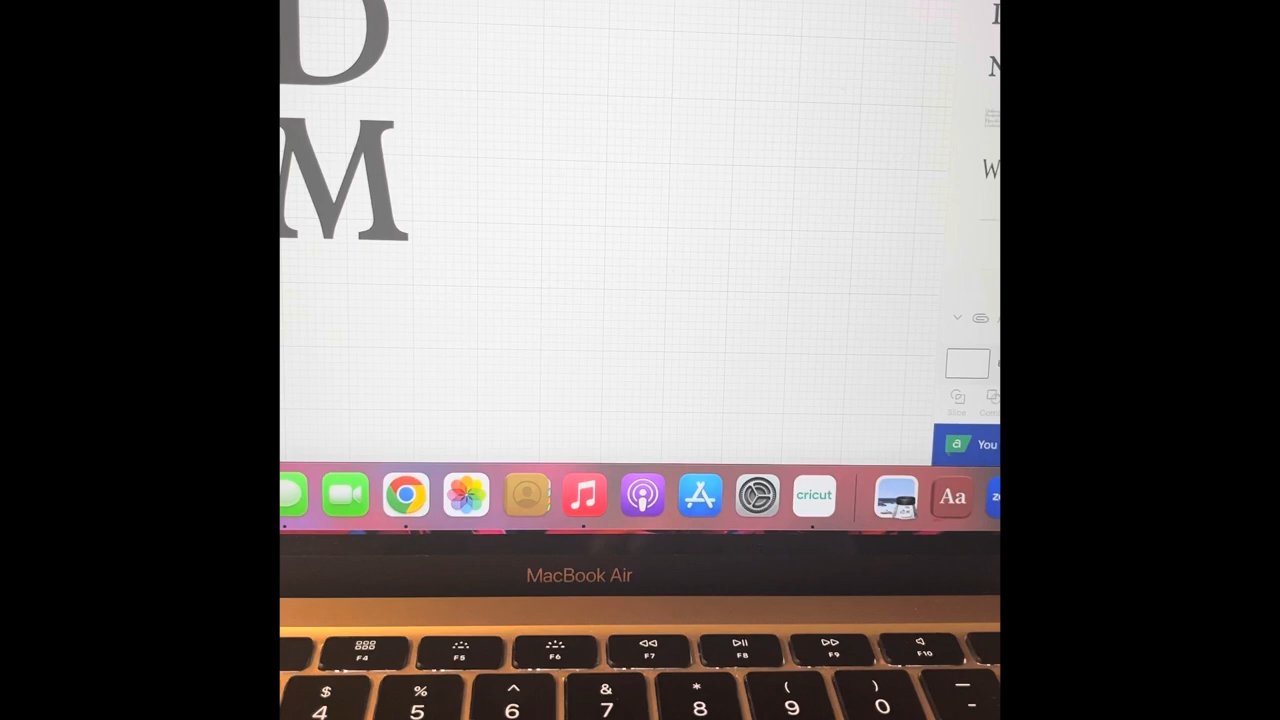 D
M
W
Slice
You
a
cricut
Aa
MacBook Air
F4 F5 F6 F7 F8 F9 F10
$ % ^ & * ( ) —
4 5 6 7 8 9 0 -